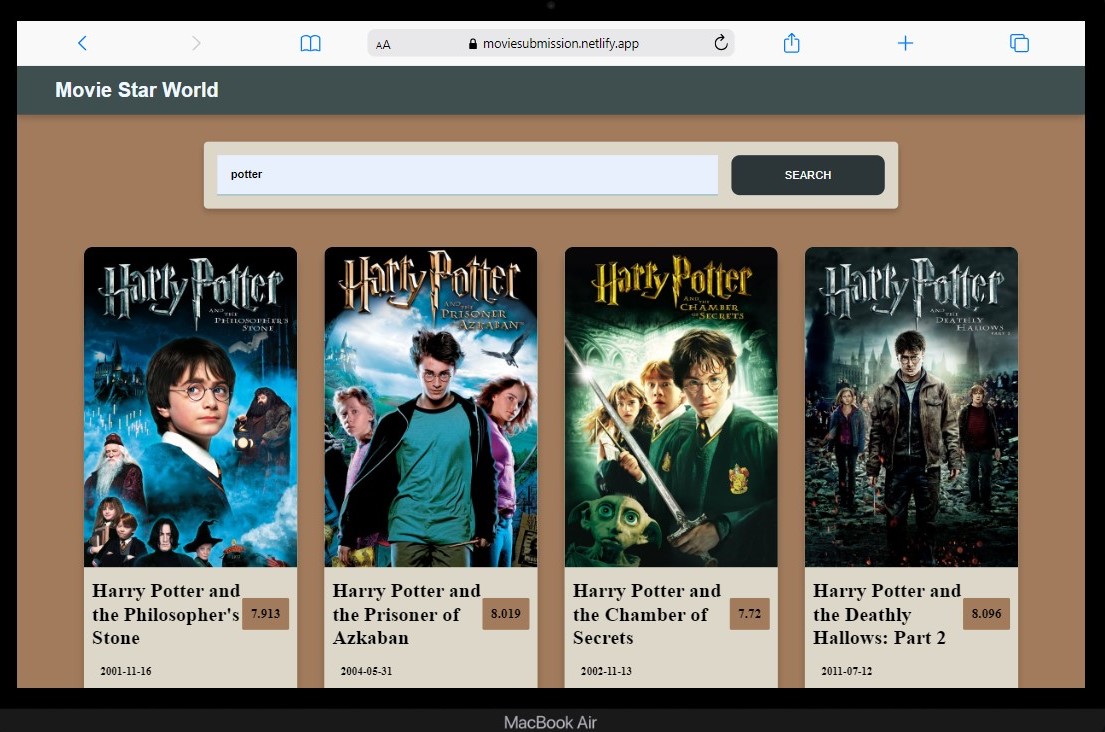 AA moviesubmission.netlify.app
Movie Star World
potter SEARCH
Harry Potter
AND THE
PHILOSOPHER'S
STONE
Harry Potter
AND THE
PRISONER
OF AZKABAN
Harry Potter
AND THE
CHAMBER
OF SECRETS
Harry Potter
AND THE
DEATHLY
HALLOWS
PART 2
Harry Potter and
the Philosopher's
Stone
7.913
2001-11-16
Harry Potter and
the Prisoner of
Azkaban
8.019
2004-05-31
Harry Potter and
the Chamber of
Secrets
7.72
2002-11-13
Harry Potter and
the Deathly
Hallows: Part 2
8.096
2011-07-12
MacBook Air